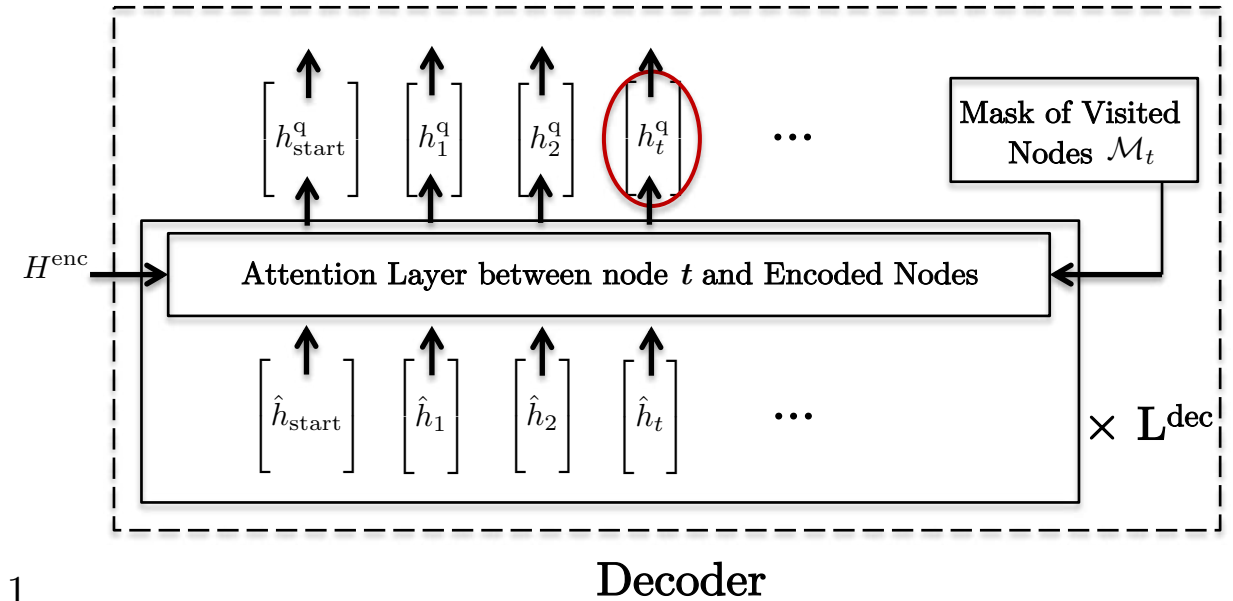 h^q_start h^q_1 h^q_2 h^q_t ...
Mask of Visited
Nodes M_t
H^enc
Attention Layer between node t and Encoded Nodes
ĥ_start ĥ_1 ĥ_2 ĥ_t ...
× L^dec
Decoder
1